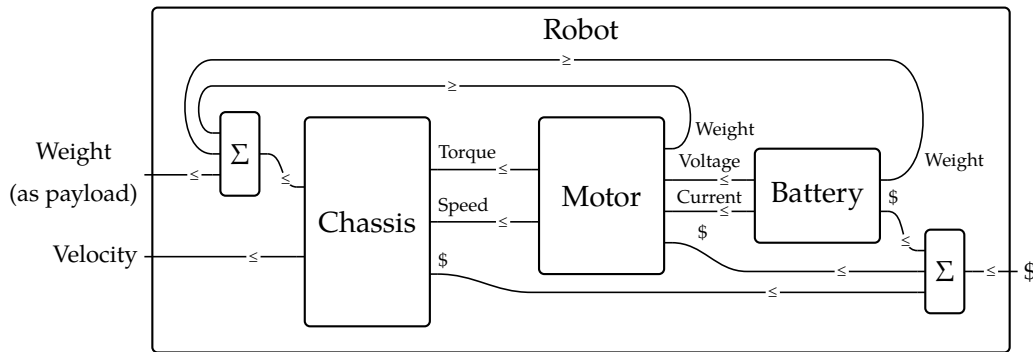 Robot
≥
≥
Weight
(as payload)
≤
Σ
≤
Velocity
≤
Chassis
Torque
≤
Speed
≤
$
Motor
Weight
Voltage
≤
Current
≤
$
Battery
Weight
$
≤
≤
≤
Σ
≤
$